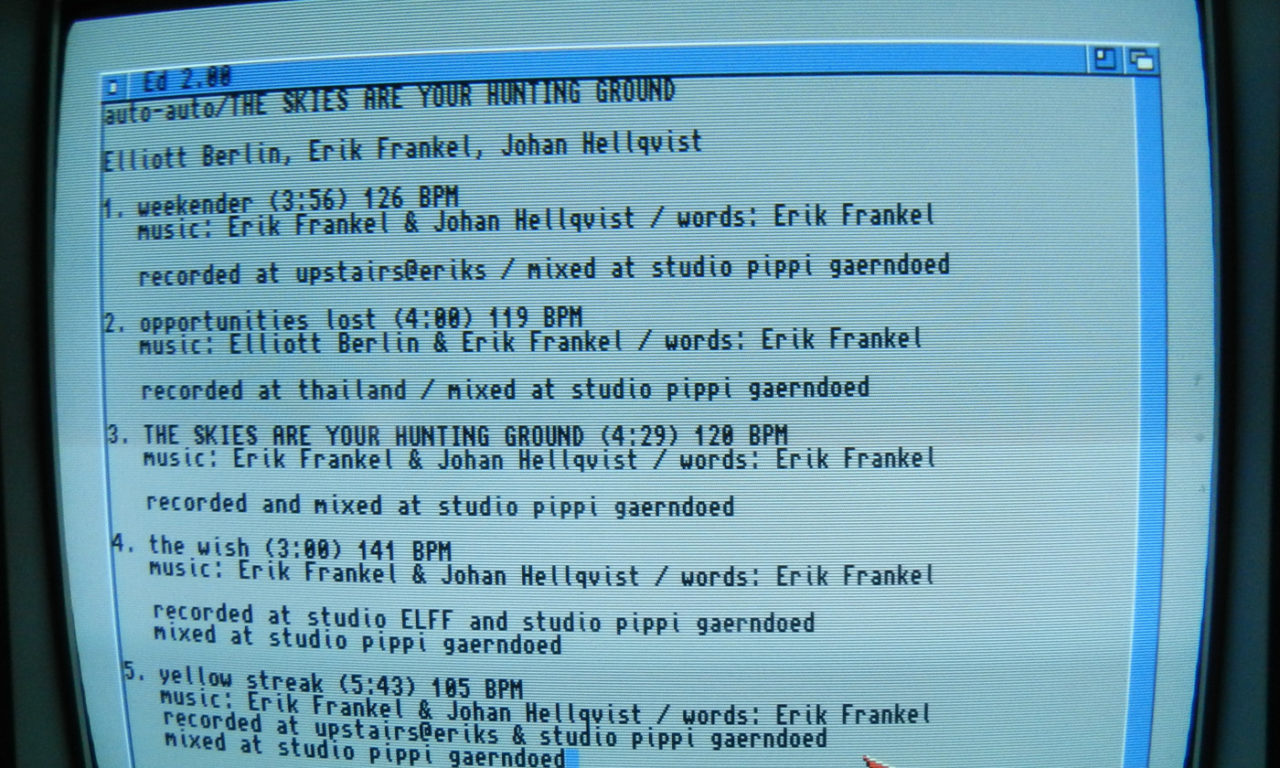 Ed 2.00
auto-auto/THE SKIES ARE YOUR HUNTING GROUND
Elliott Berlin, Erik Frankel, Johan Hellqvist
1. weekender (3:56) 126 BPM
music: Erik Frankel & Johan Hellqvist / words: Erik Frankel
recorded at upstairs@eriks / mixed at studio pippi gaerndoed
2. opportunities lost (4:00) 119 BPM
music: Elliott Berlin & Erik Frankel / words: Erik Frankel
recorded at thailand / mixed at studio pippi gaerndoed
3. THE SKIES ARE YOUR HUNTING GROUND (4:29) 120 BPM
music: Erik Frankel & Johan Hellqvist / words: Erik Frankel
recorded and mixed at studio pippi gaerndoed
4. the wish (3:00) 141 BPM
music: Erik Frankel & Johan Hellqvist / words: Erik Frankel
recorded at studio ELFF and studio pippi gaerndoed
mixed at studio pippi gaerndoed
5. yellow streak (5:43) 105 BPM
music: Erik Frankel & Johan Hellqvist / words: Erik Frankel
recorded at upstairs@eriks & studio pippi gaerndoed
mixed at studio pippi gaerndoed